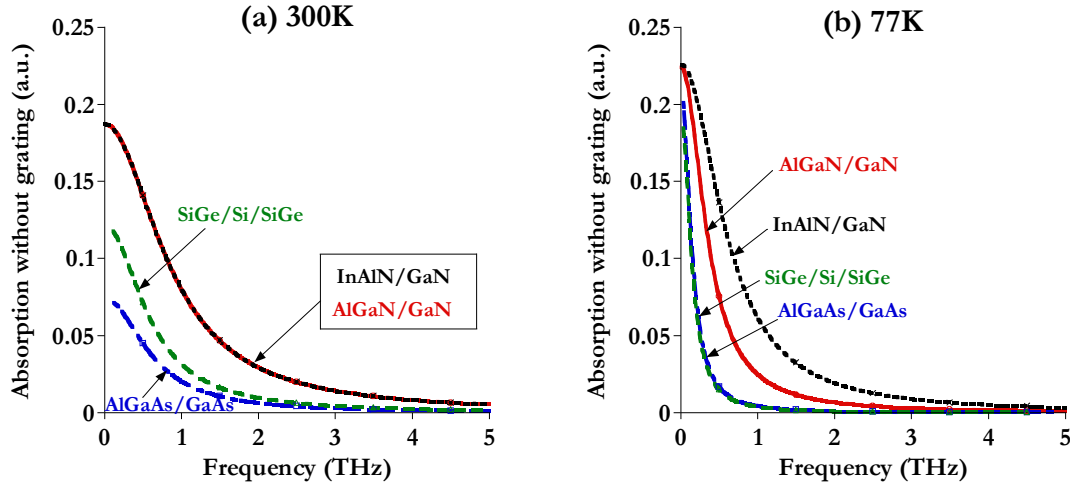 (a) 300K
Absorption without grating (a.u.)
0.25
0.2
0.15
0.1
0.05
0
SiGe/Si/SiGe
InAlN/GaN
AlGaN/GaN
AlGaAs/GaAs
0 1 2 3 4 5
Frequency (THz)
(b) 77K
Absorption without grating (a.u.)
0.25
0.2
0.15
0.1
0.05
0
AlGaN/GaN
InAlN/GaN
SiGe/Si/SiGe
AlGaAs/GaAs
0 1 2 3 4 5
Frequency (THz)